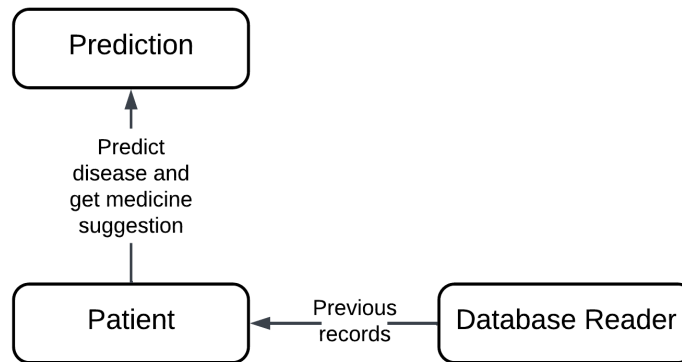 Prediction
Predict
disease and
get medicine
suggestion
Patient
Previous
records
Database Reader